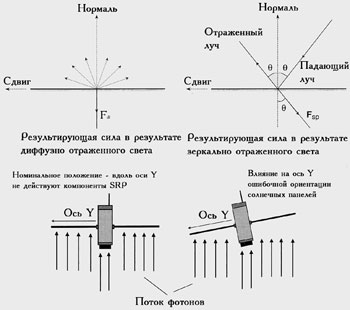 Нормаль
Сдвиг
Fа
Результирующая сила в результате
диффузно отраженного света
Нормаль
Отраженный
луч
θ θ
Падающий
луч
Сдвиг
θ
Fsp
Результирующая сила в результате
зеркально отраженного света
Номинальное положение - вдоль оси Y
не действуют компоненты SRP
Ось Y
Влияние на ось Y
ошибочной ориентации
солнечных панелей
Ось Y
Поток фотонов